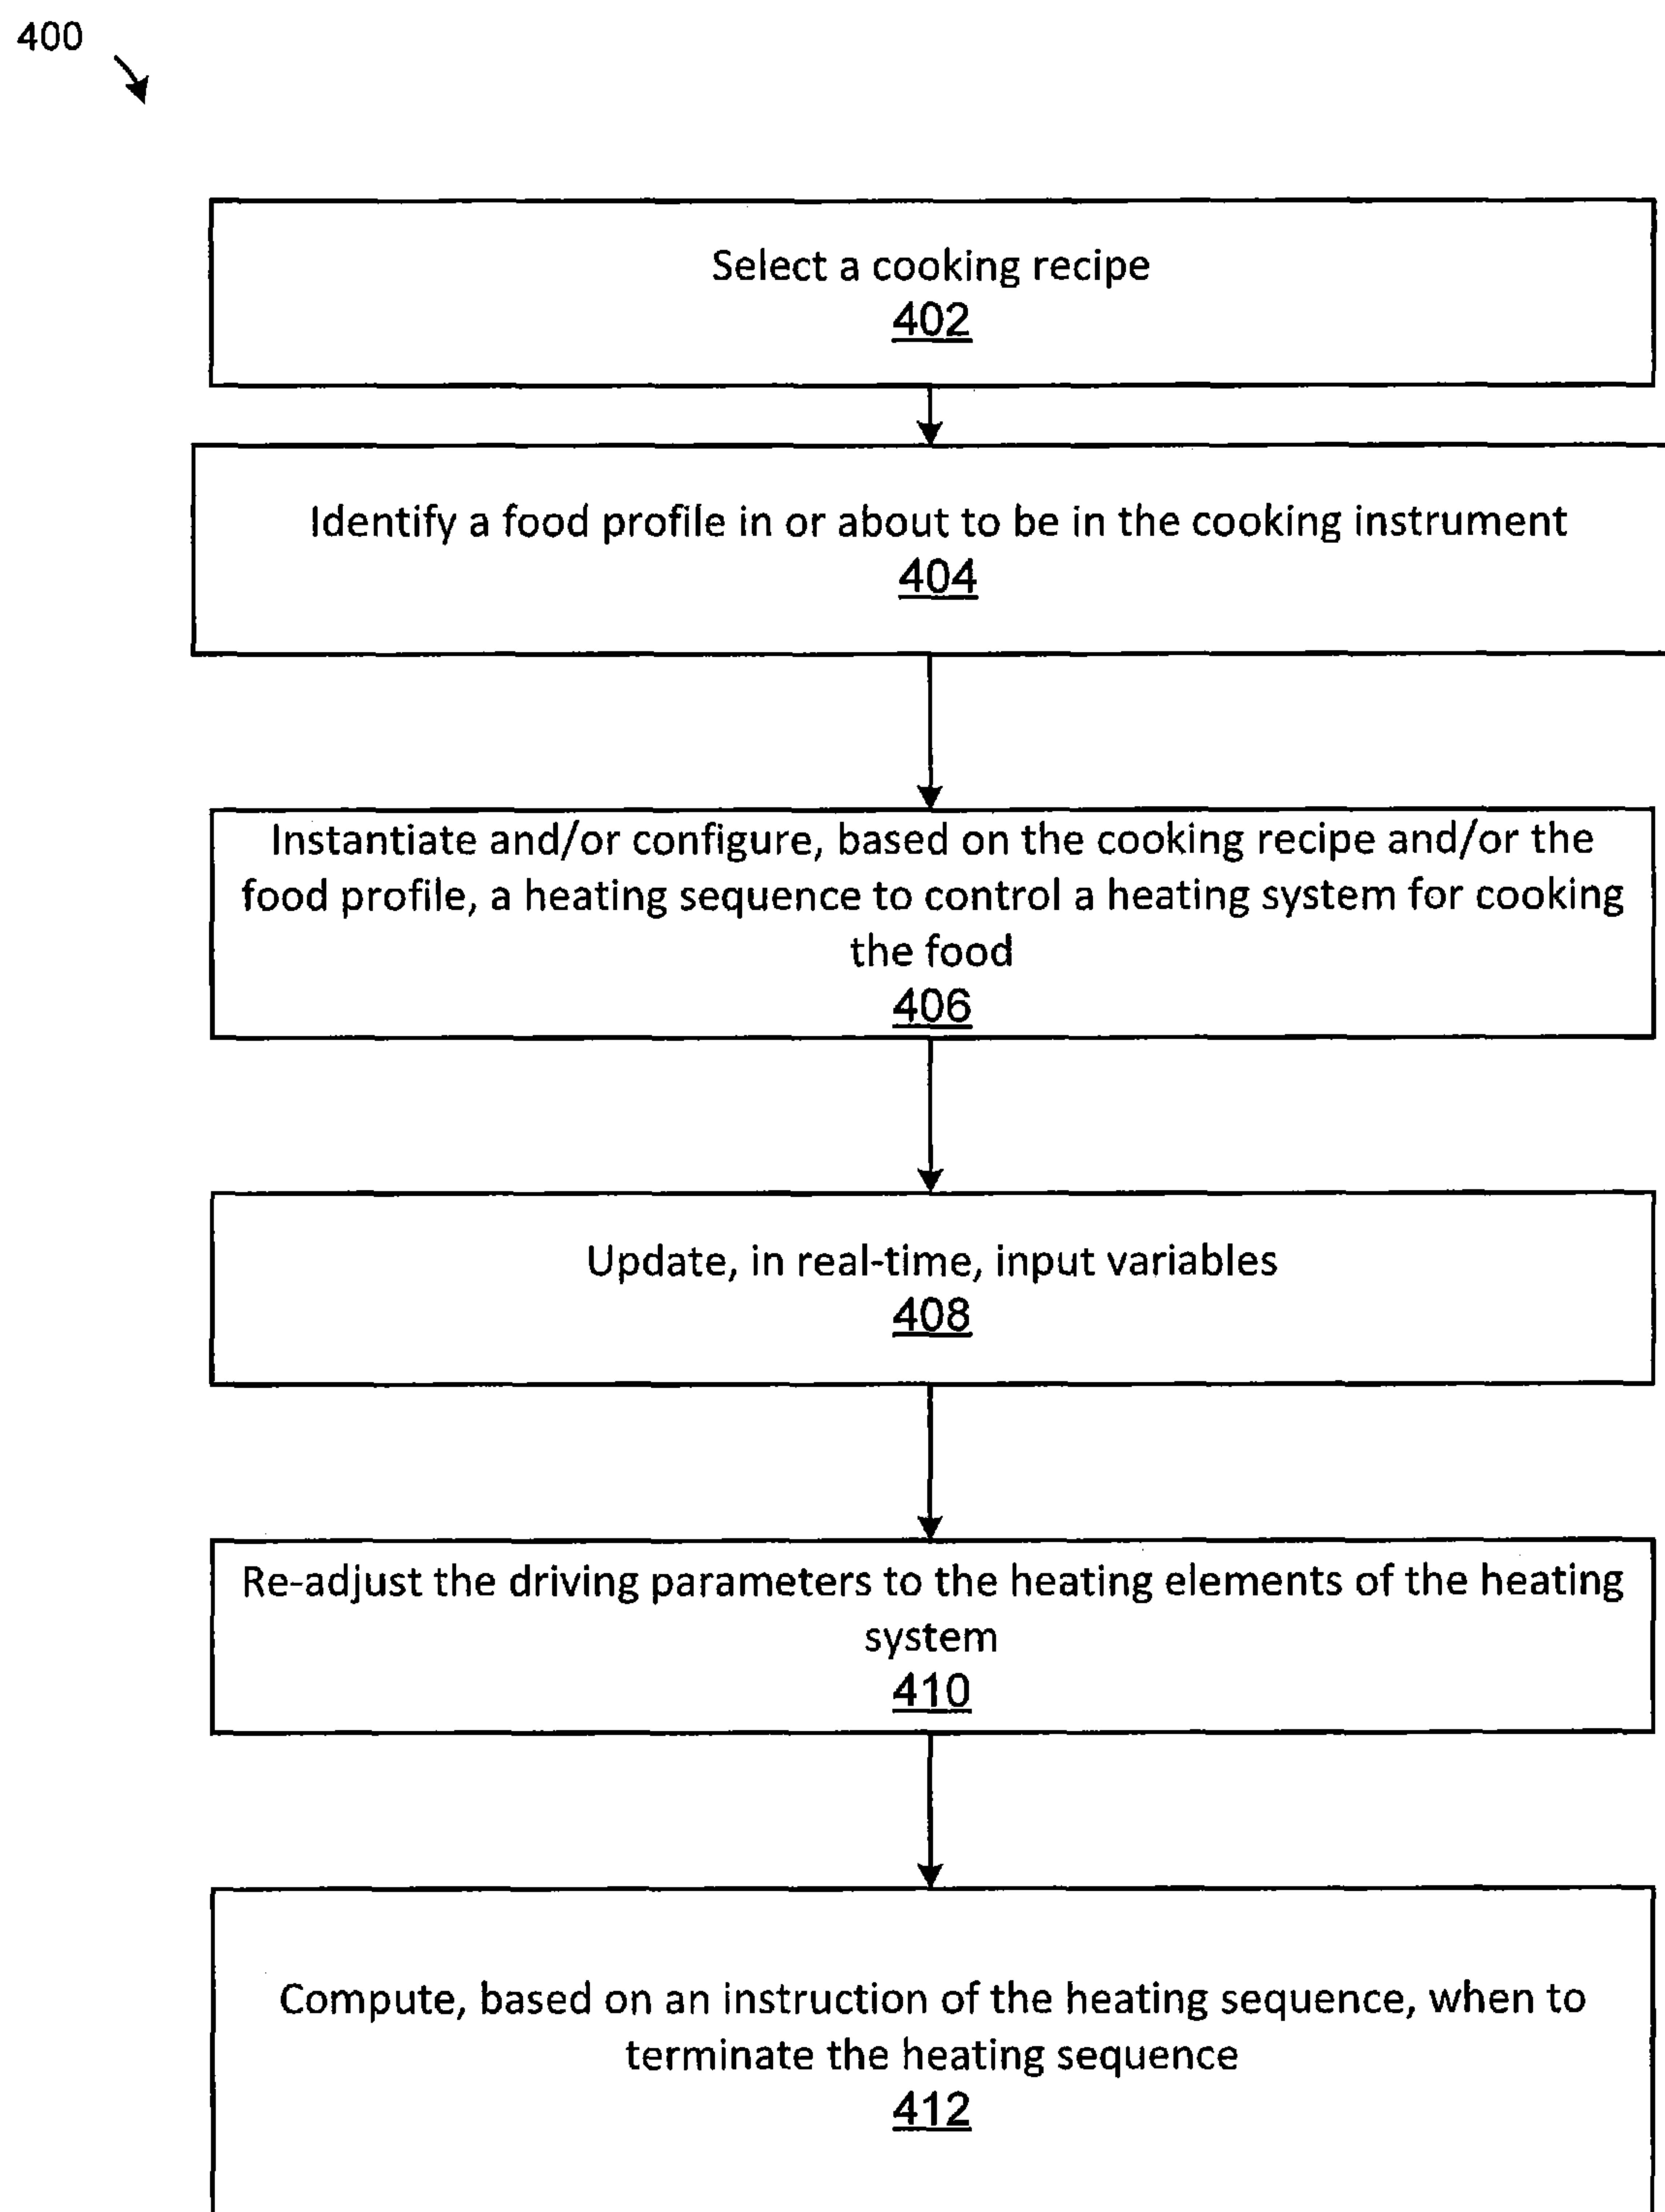 400
Select a cooking recipe
402
Identify a food profile in or about to be in the cooking instrument
404
Instantiate and/or configure, based on the cooking recipe and/or the
food profile, a heating sequence to control a heating system for cooking
the food
406
Update, in real-time, input variables
408
Re-adjust the driving parameters to the heating elements of the heating
system
410
Compute, based on an instruction of the heating sequence, when to
terminate the heating sequence
412